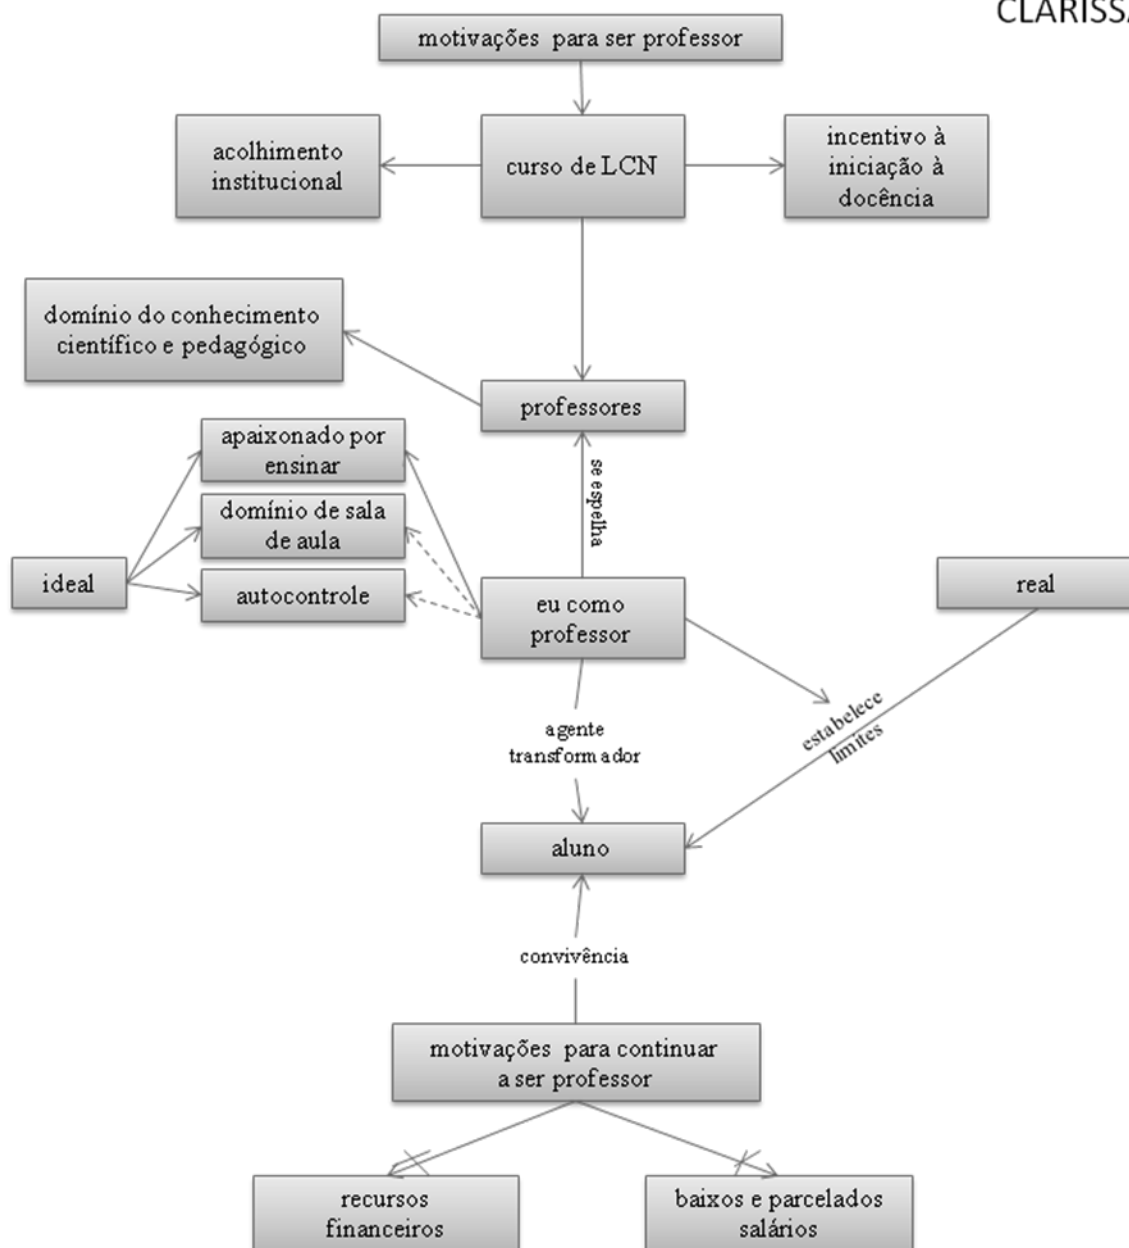 CLARISSA
motivações para ser professor
acolhimento
institucional
curso de LCN
incentivo à
iniciação à
docência
domínio do conhecimento
científico e pedagógico
professores
apaixonado por
ensinar
se espelha
domínio de sala
de aula
ideal
autocontrole
eu como
professor
real
estabelece
limites
agente
transformador
aluno
convivência
motivações para continuar
a ser professor
recursos
financeiros
baixos e parcelados
salários